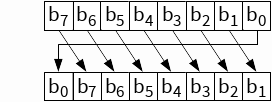 b₇ b₆ b₅ b₄ b₃ b₂ b₁ b₀
b₀ b₇ b₆ b₅ b₄ b₃ b₂ b₁